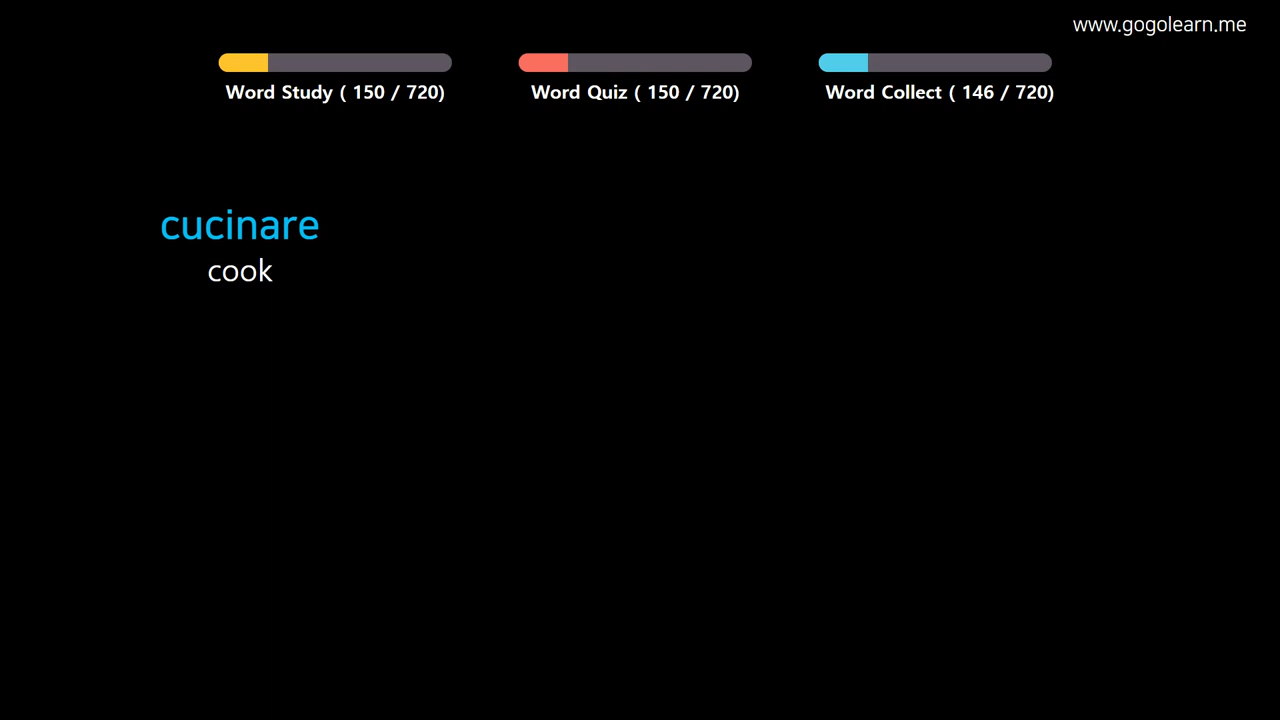 www.gogolearn.me
Word Study ( 150 / 720)
Word Quiz ( 150 / 720)
Word Collect ( 146 / 720)
cucinare
cook